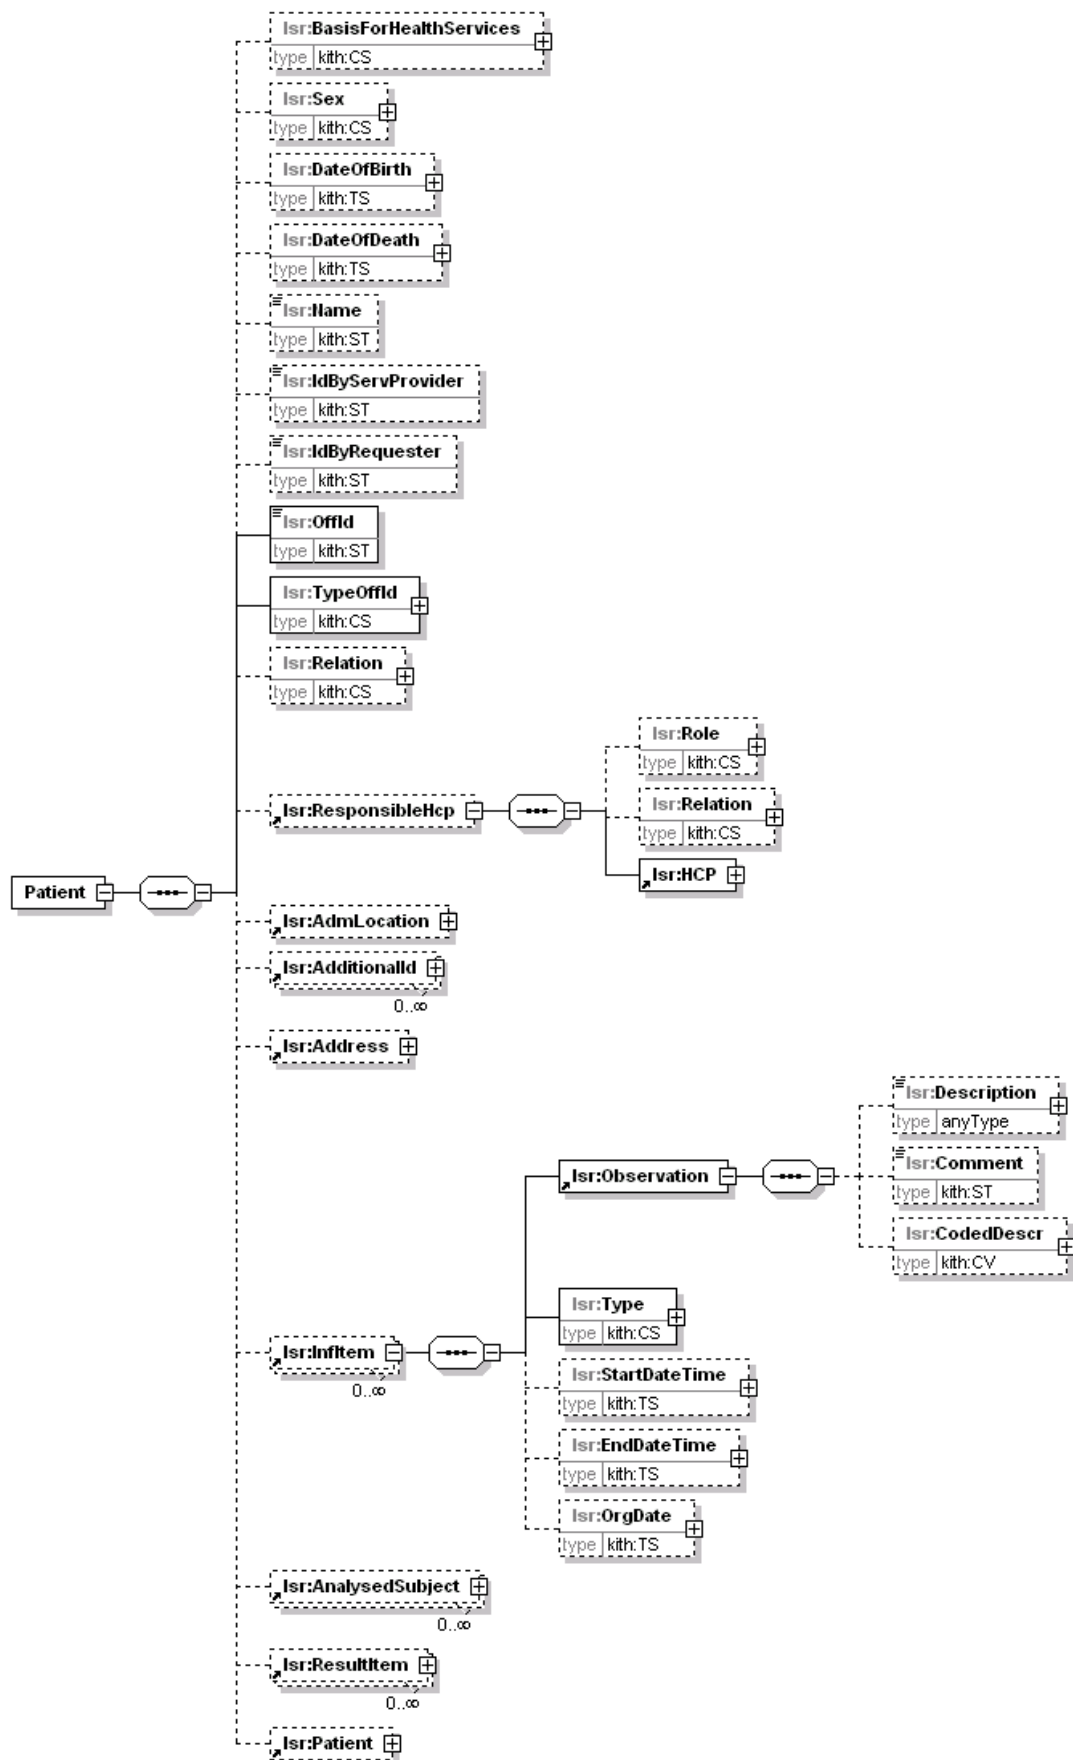 lsr:BasisForHealthServices
type kith:CS
lsr:Sex
type kith:CS
lsr:DateOfBirth
type kith:TS
lsr:DateOfDeath
type kith:TS
lsr:Name
type kith:ST
lsr:IdByServProvider
type kith:ST
lsr:IdByRequester
type kith:ST
lsr:OffId
type kith:ST
lsr:TypeOffId
type kith:CS
lsr:Relation
type kith:CS
lsr:Role
type kith:CS
lsr:ResponsibleHcp
lsr:Relation
type kith:CS
lsr:HCP
Patient
lsr:AdmLocation
lsr:AdditionalId
0..∞
lsr:Address
lsr:Description
type anyType
lsr:Observation
lsr:Comment
type kith:ST
lsr:CodedDescr
type kith:CV
lsr:Type
type kith:CS
lsr:InfItem
0..∞
lsr:StartDateTime
type kith:TS
lsr:EndDateTime
type kith:TS
lsr:OrgDate
type kith:TS
lsr:AnalysedSubject
0..∞
lsr:ResultItem
0..∞
lsr:Patient